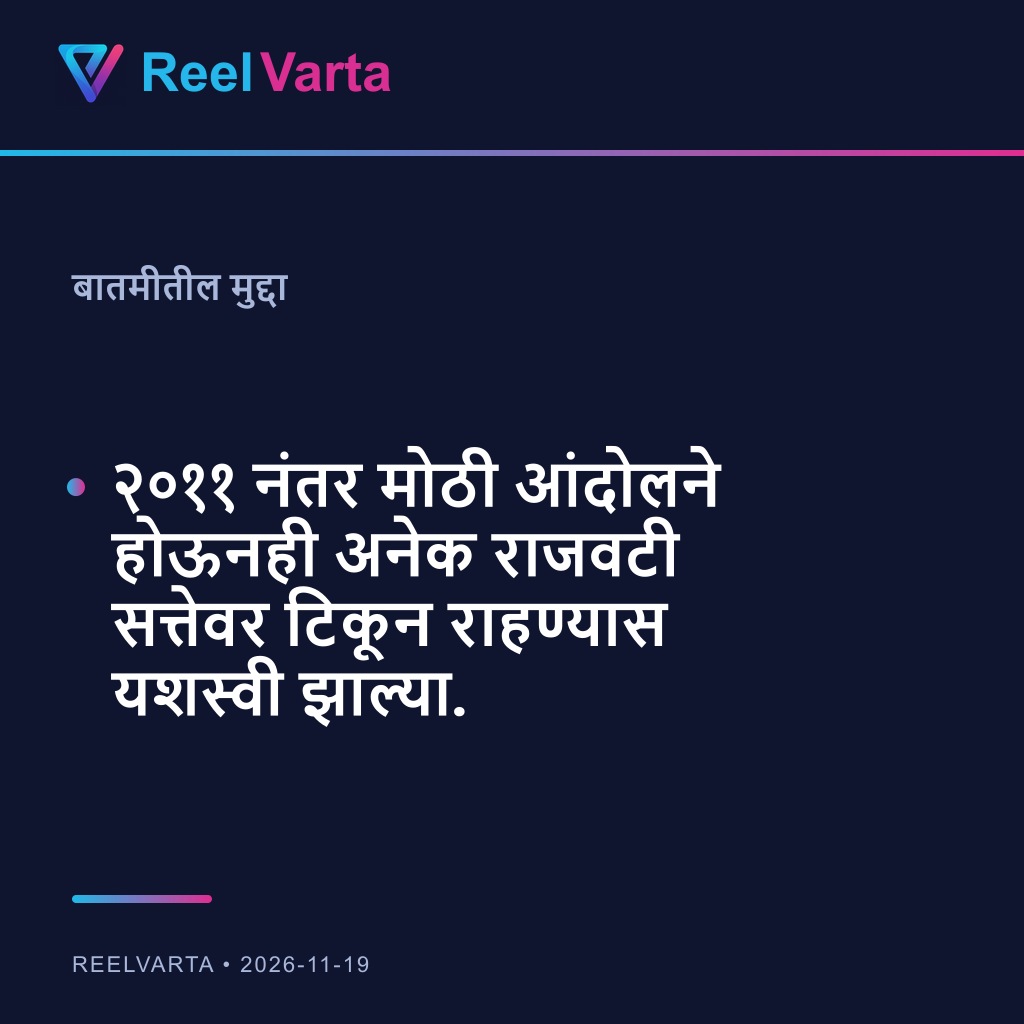 ReelVarta
बातमीतील मुद्दा
• २०११ नंतर मोठी आंदोलने
होऊनही अनेक राजवटी
सत्तेवर टिकून राहण्यास
यशस्वी झाल्या.
REELVARTA • 2026-11-19